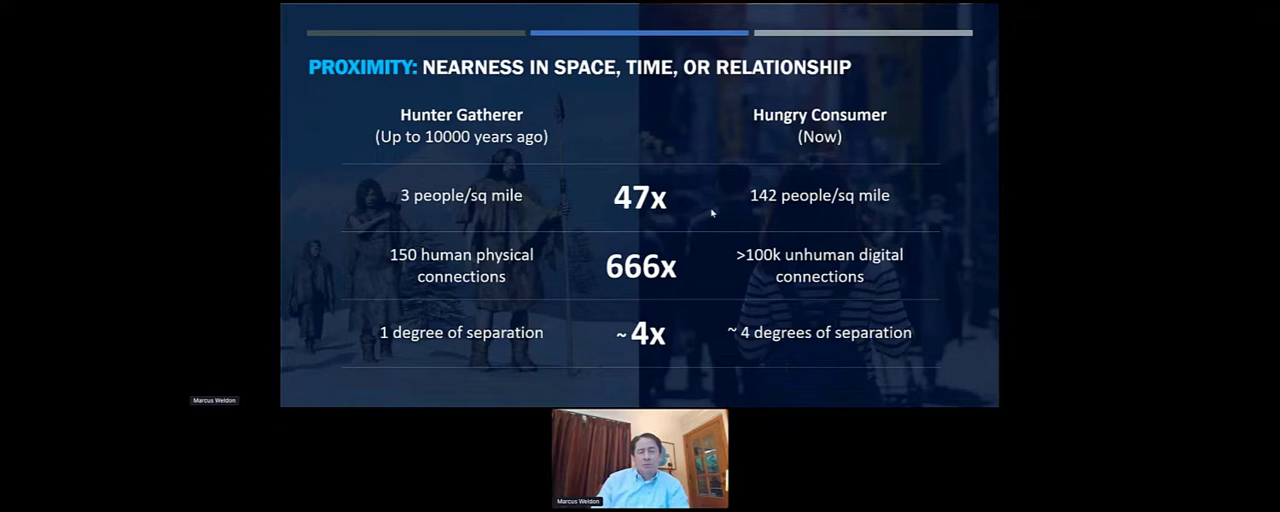 PROXIMITY: NEARNESS IN SPACE, TIME, OR RELATIONSHIP
Hunter Gatherer
(Up to 10000 years ago)
Hungry Consumer
(Now)
3 people/sq mile
47x
142 people/sq mile
150 human physical
connections
666x
>100k unhuman digital
connections
1 degree of separation
~ 4x
~ 4 degrees of separation
Marcus Weldon
Marcus Weldon